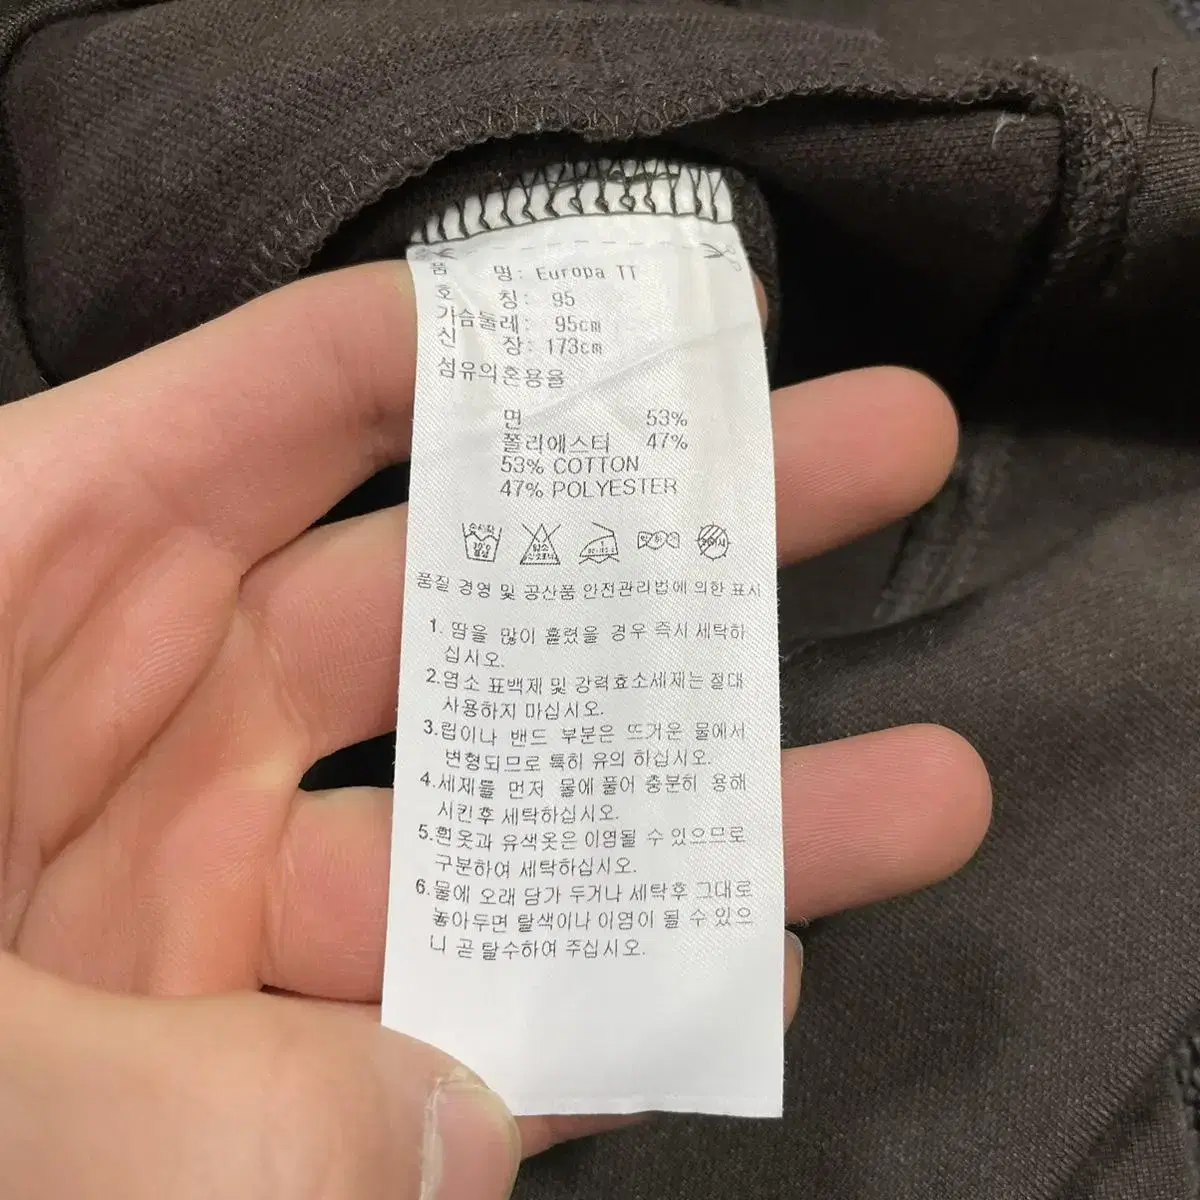 품 명: Europa TT
호 칭: 95
가슴둘레: 95cm
신 장: 173cm
섬유의혼용율
면 53%
폴리에스터 47%
53% COTTON
47% POLYESTER
품질 경영 및 공산품 안전관리법에 의한 표시
1. 땀을 많이 흘렸을 경우 즉시 세탁하
십시오.
2.염소 표백제 및 강력효소세제는 절대
사용하지 마십시오.
3.립이나 밴드 부분은 뜨거운 물에서
변형되므로 특히 유의 하십시오.
4.세제를 먼저 물에 풀어 충분히 용해
시킨후 세탁하십시오.
5.흰옷과 유색옷은 이염될 수 있으므로
구분하여 세탁하십시오.
6.물에 오래 담가 두거나 세탁후 그대로
놓아두면 탈색이나 이염이 될 수 있으
니 곧 탈수하여 주십시오.